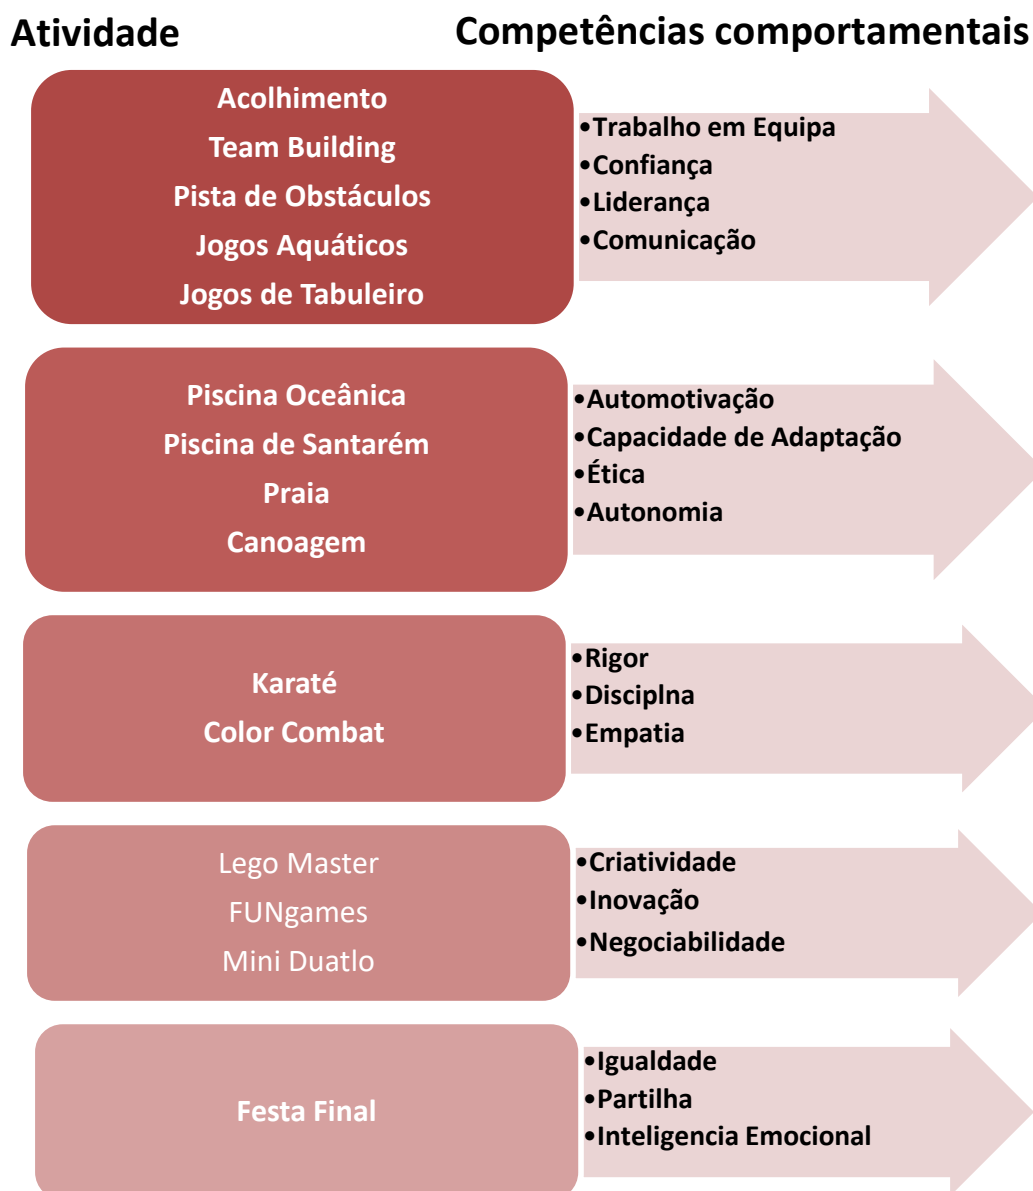 Atividade
Competências comportamentais
Acolhimento
Team Building
Pista de Obstáculos
Jogos Aquáticos
Jogos de Tabuleiro
•Trabalho em Equipa
•Confiança
•Liderança
•Comunicação
Piscina Oceânica
Piscina de Santarém
Praia
Canoagem
•Automotivação
•Capacidade de Adaptação
•Ética
•Autonomia
Karaté
Color Combat
•Rigor
•Disciplna
•Empatia
Lego Master
FUNgames
Mini Duatlo
•Criatividade
•Inovação
•Negociabilidade
Festa Final
•Igualdade
•Partilha
•Inteligencia Emocional